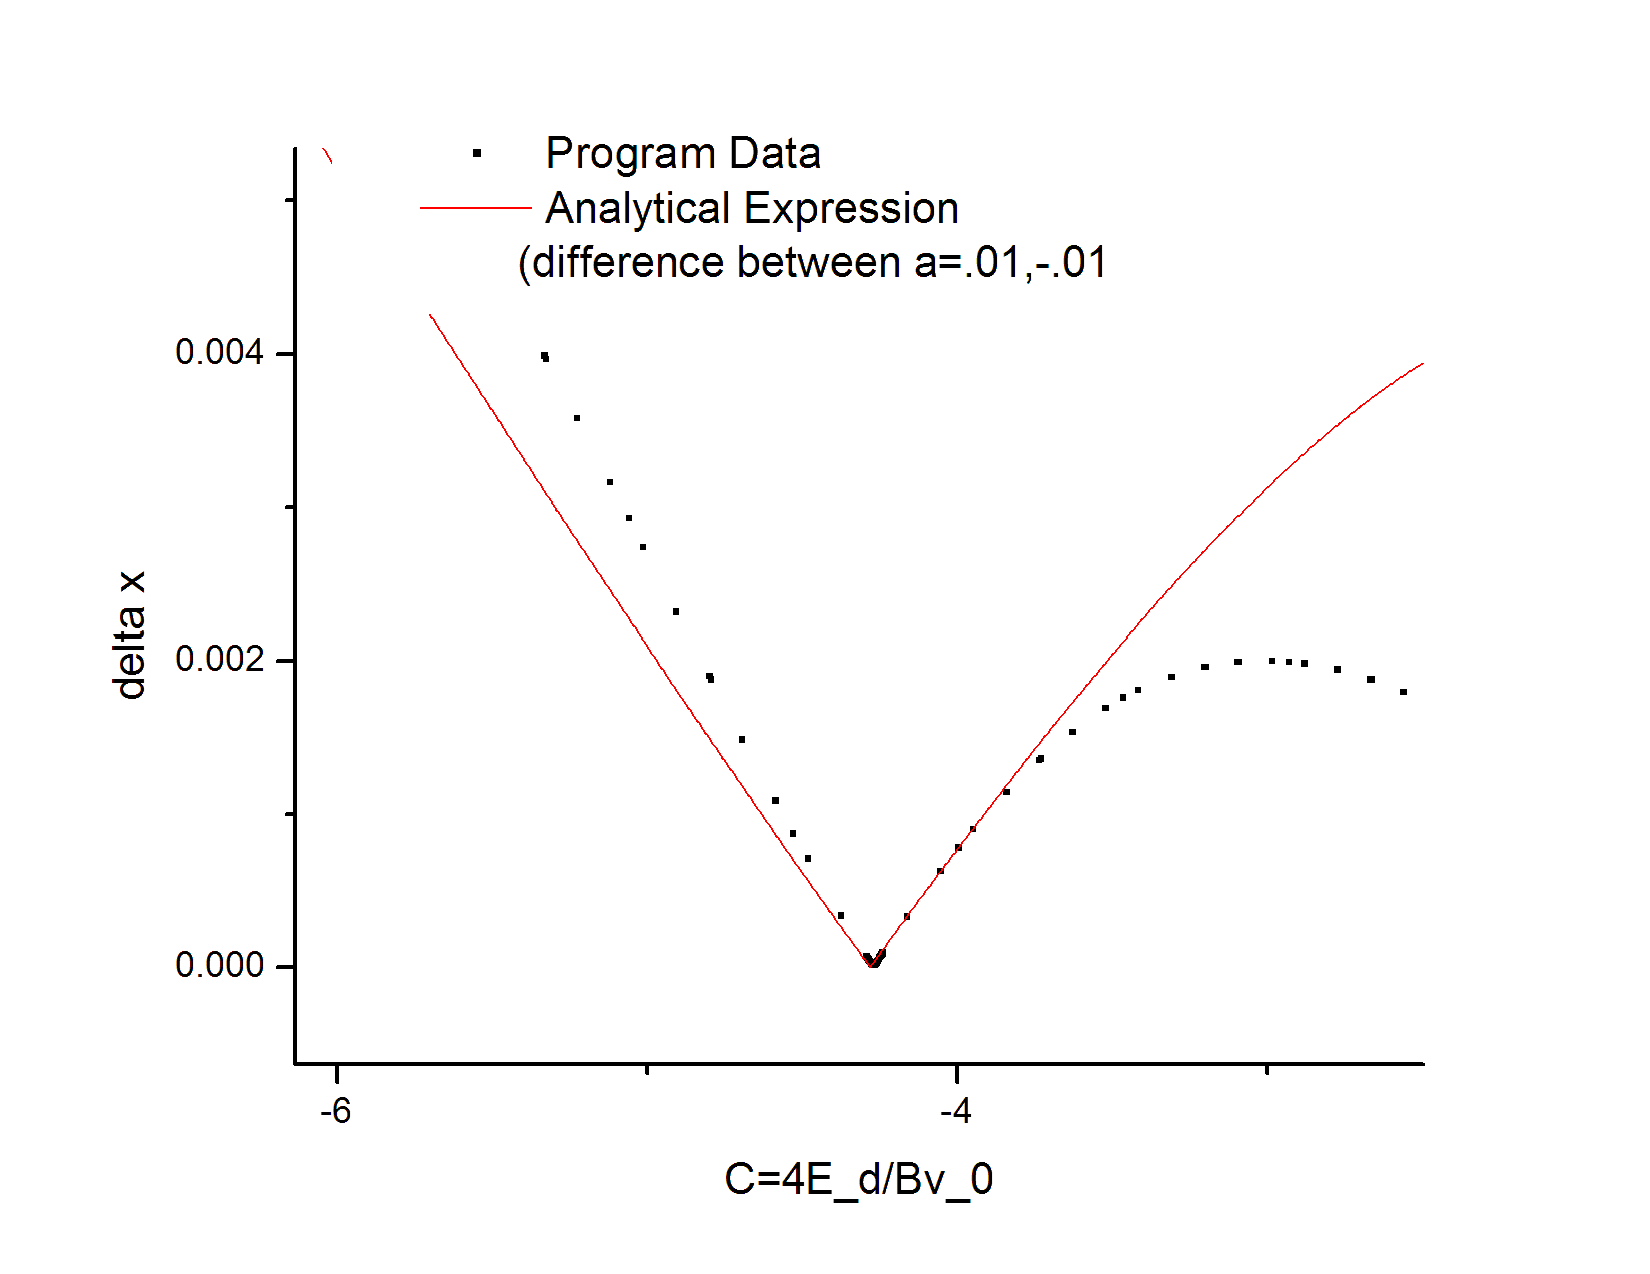 Program Data
Analytical Expression
(difference between a=.01,-.01
0.004
0.002
0.000
delta x
-6
-4
C=4E_d/Bv_0